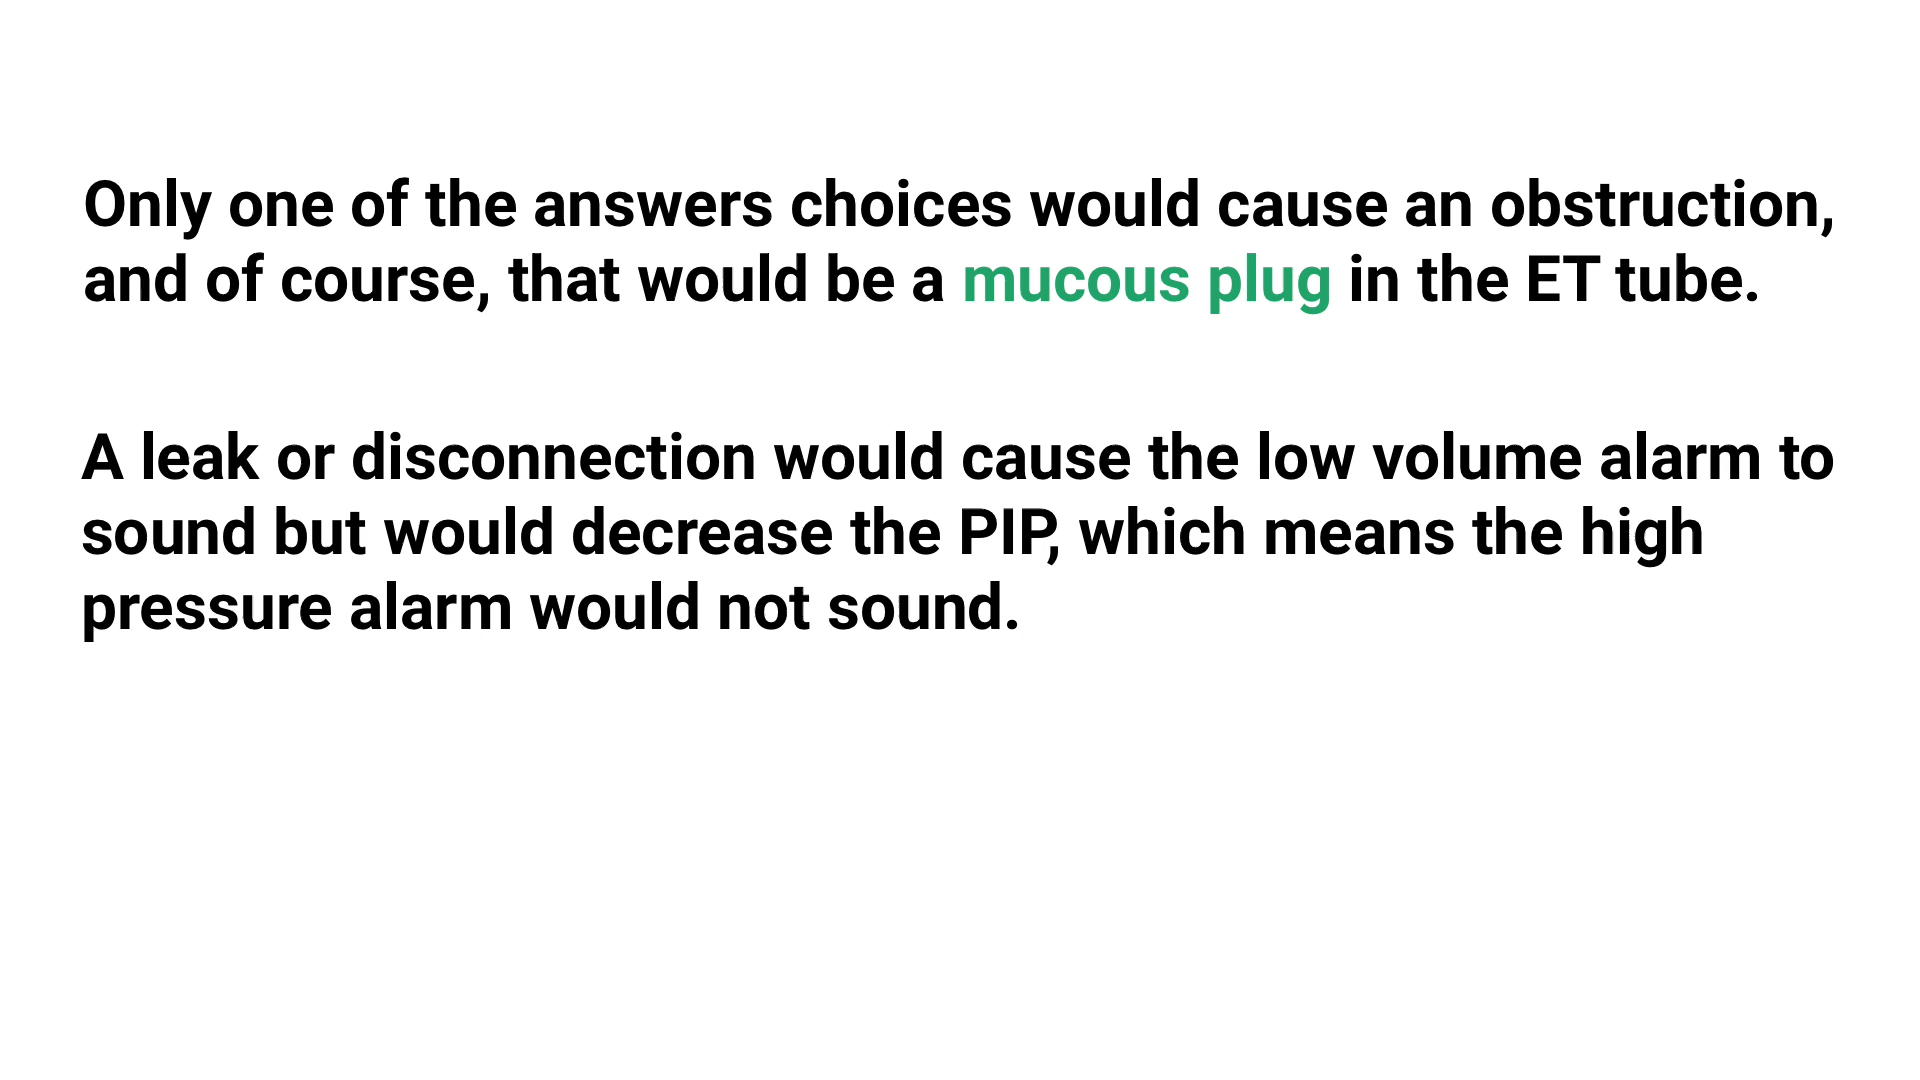 Only one of the answers choices would cause an obstruction,
and of course, that would be a mucous plug in the ET tube.
A leak or disconnection would cause the low volume alarm to
sound but would decrease the PIP, which means the high
pressure alarm would not sound.